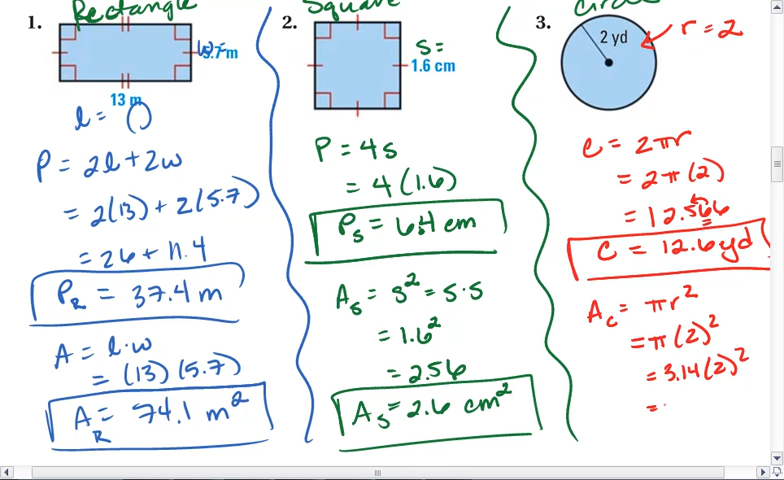 1. Rectangle
w=5.7 m
13 m
l = ()
P = 2l + 2w
= 2(13) + 2(5.7)
= 26 + 11.4
P_R = 37.4 m
A = l·w
= (13)(5.7)
A_R = 74.1 m²
2. Square
s=
1.6 cm
P = 4s
= 4(1.6)
P_S = 6.4 cm
A_S = s² = s·s
= 1.6²
= 2.56
A_S = 2.6 cm²
3. Circle
2 yd
r = 2
C = 2πr
= 2π(2)
= 12.566
C = 12.6 yd
A_C = πr²
= π(2)²
= 3.14(2)²
=